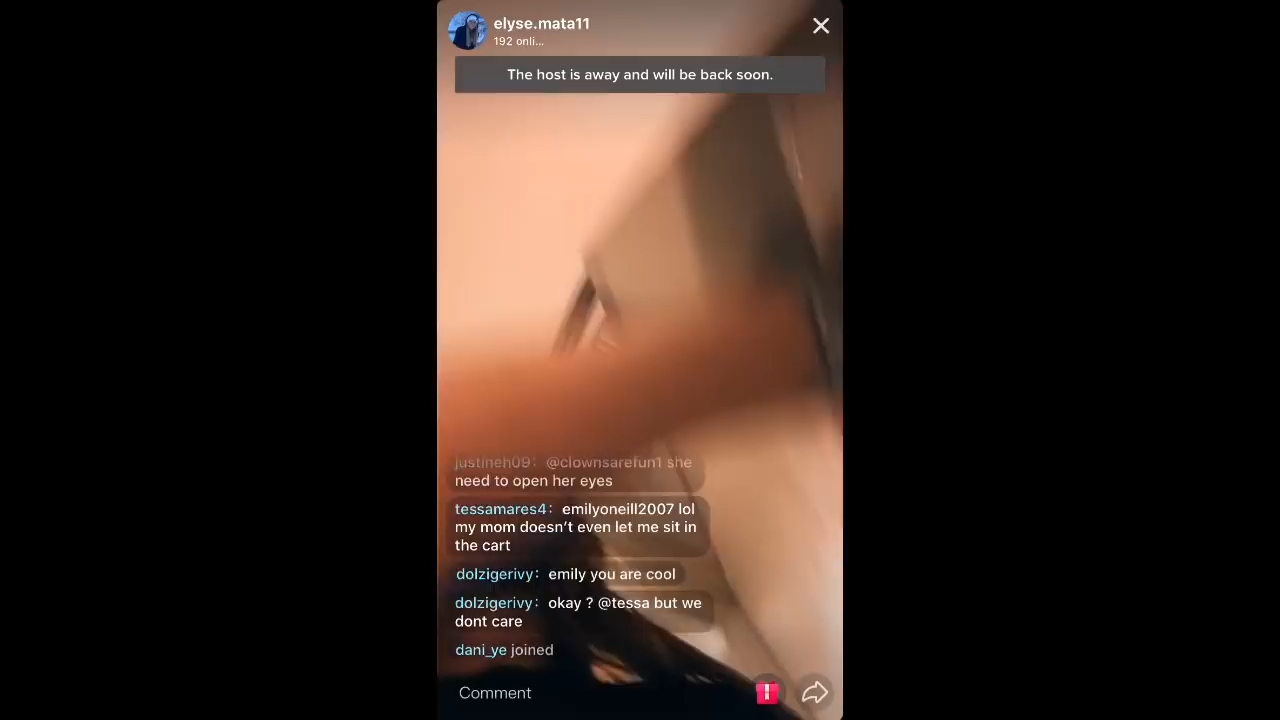 elyse.mata11
192 onli...
The host is away and will be back soon.
justineh09: @clownsarefun1 she
need to open her eyes
tessamares4: emilyoneill2007 lol
my mom doesn't even let me sit in
the cart
dolzigerivy: emily you are cool
dolzigerivy: okay ? @tessa but we
dont care
dani_ye joined
Comment